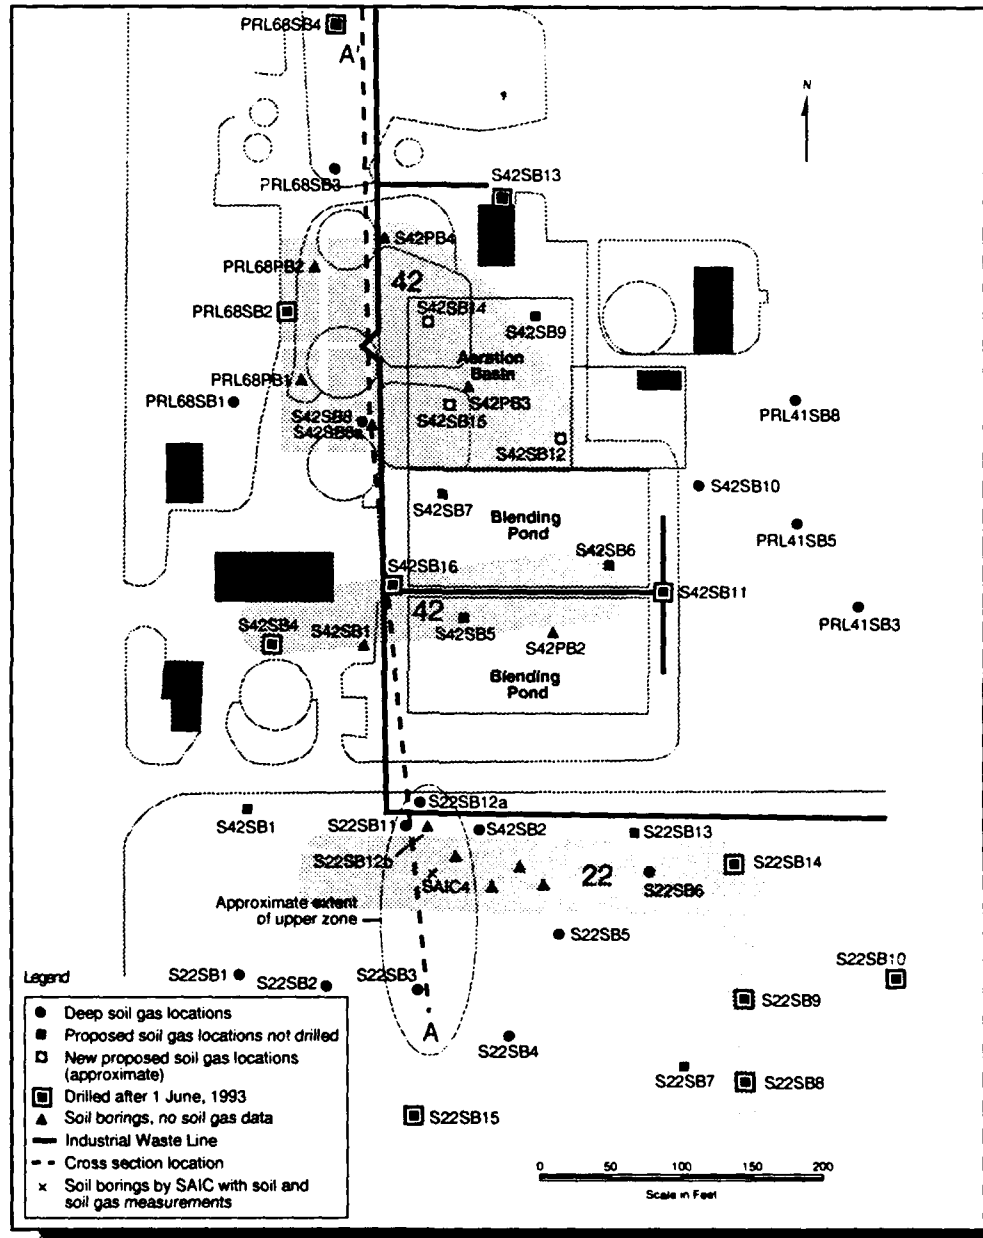 PRL68SB4
A'
N
PRL68SB3
S42SB13
S42PB4
PRL68PB2
42
S42SB14
PRL68SB2
S42SB9
Aeration
Basin
PRL68PB1
S42PB3
PRL68SB1
S42SB8
S42SB15
S42SB8a
PRL41SB8
S42SB12
S42SB10
S42SB7
Blending
Pond
PRL41SB5
S42SB6
S42SB16
S42SB11
42
S42SB4
S42SB1
S42SB5
S42PB2
PRL41SB3
Blending
Pond
S22SB12a
S42SB1
S22SB11
S42SB2
S22SB13
S22SB12b
S22SB14
SAIC4
22
S22SB6
Approximate extent
of upper zone
S22SB5
S22SB10
S22SB1
S22SB2
S22SB3
S22SB9
A
S22SB4
S22SB7
S22SB8
S22SB15
Legend
Deep soil gas locations
Proposed soil gas locations not drilled
New proposed soil gas locations
(approximate)
Drilled after 1 June, 1993
Soil borings, no soil gas data
Industrial Waste Line
Cross section location
Soil borings by SAIC with soil and
soil gas measurements
0 50 100 150 200
Scale in Feet